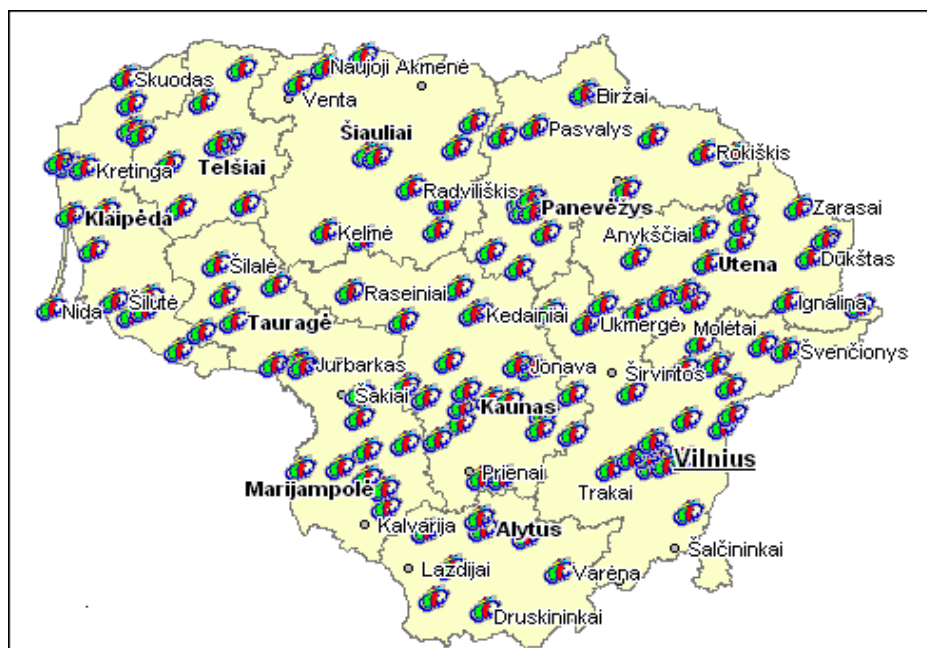 Naujoji Akmenė
Skuodas
Venta
Biržai
Šiauliai
Pasvalys
Rokiškis
Telšiai
Kretinga
Radviliškis
Panevėžys
Zarasai
Klaipėda
Kelmė
Anykščiai
Utena
Dūkštas
Šilalė
Raseiniai
Ignalina
Nida
Šilutė
Kedainiai
Tauragė
Ukmergė
Molėtai
Švenčionys
Jurbarkas
Jonava
Širvintos
Šakiai
Kaunas
Vilnius
Prienai
Marijampolė
Trakai
Kalvarija
Alytus
Šalčininkai
Lazdijai
Varėna
Druskininkai